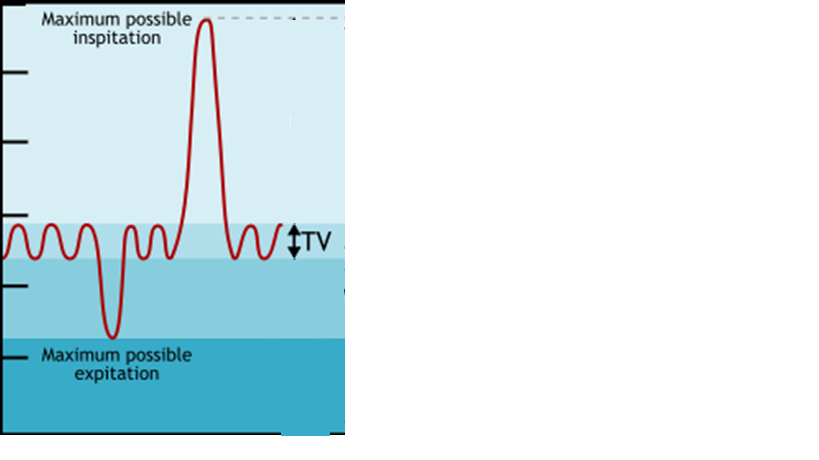 Maximum possible
inspitation
TV
Maximum possible
expitation